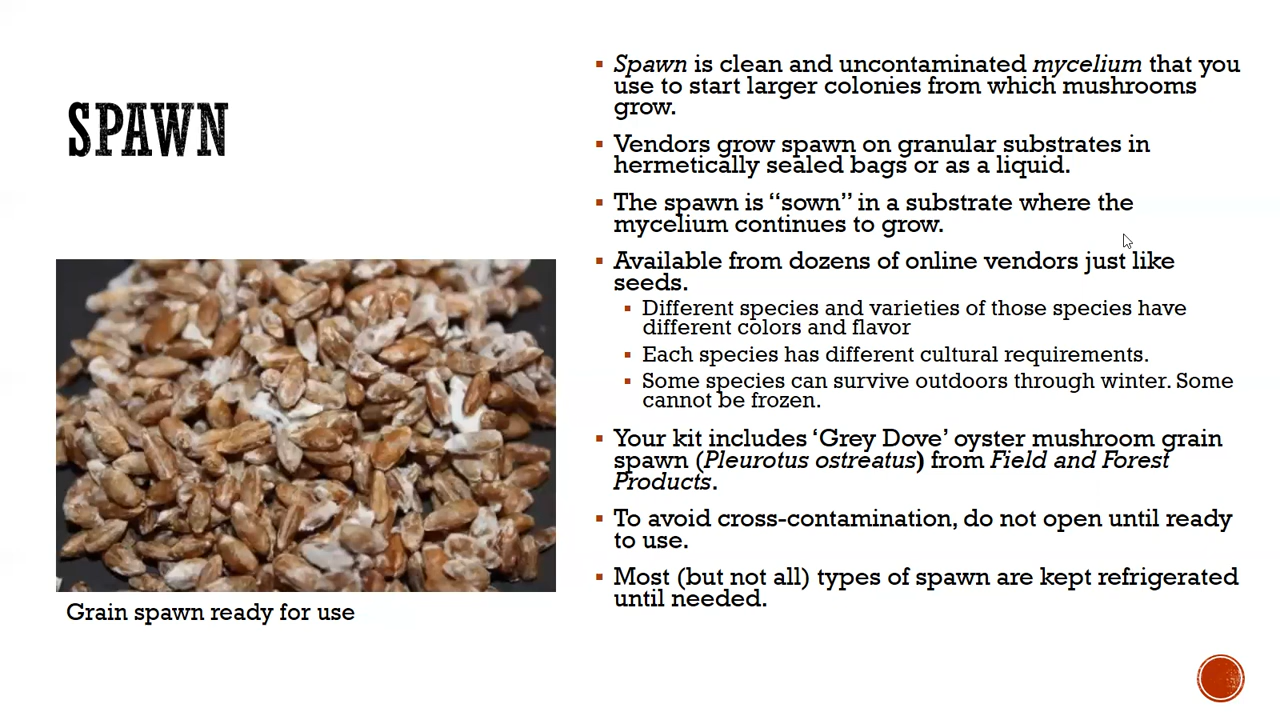 SPAWN
Spawn is clean and uncontaminated mycelium that you
use to start larger colonies from which mushrooms
grow.
Vendors grow spawn on granular substrates in
hermetically sealed bags or as a liquid.
The spawn is “sown” in a substrate where the
mycelium continues to grow.
Available from dozens of online vendors just like
seeds.
Different species and varieties of those species have
different colors and flavor
Each species has different cultural requirements.
Some species can survive outdoors through winter. Some
cannot be frozen.
Your kit includes ‘Grey Dove’ oyster mushroom grain
spawn (Pleurotus ostreatus) from Field and Forest
Products.
To avoid cross-contamination, do not open until ready
to use.
Most (but not all) types of spawn are kept refrigerated
until needed.
Grain spawn ready for use